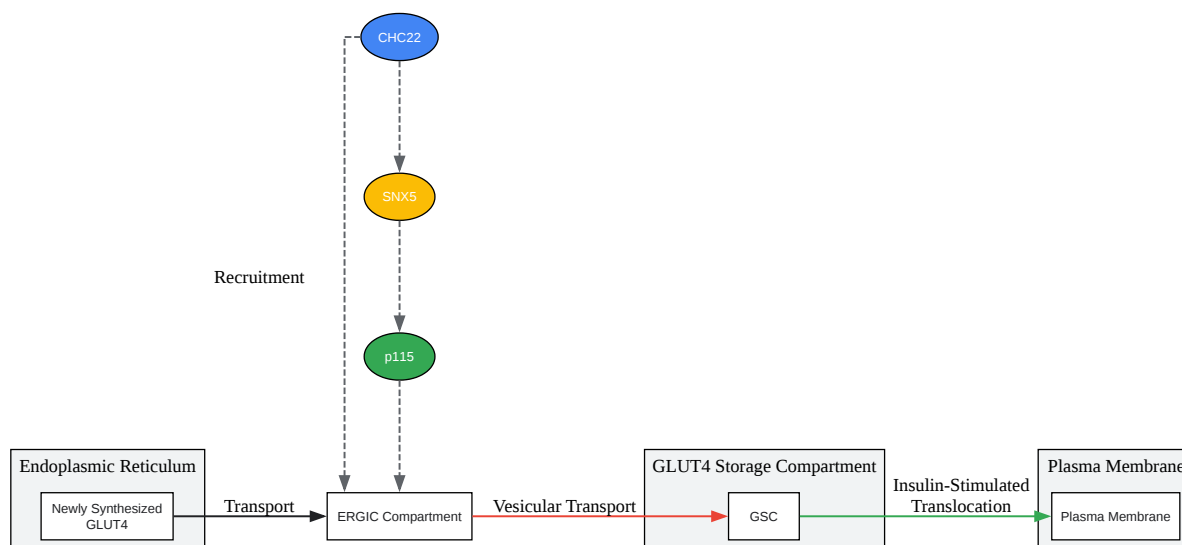 CHC22
SNX5
Recruitment
p115
Endoplasmic Reticulum
Newly Synthesized
GLUT4
Transport
ERGIC Compartment
Vesicular Transport
GLUT4 Storage Compartment
GSC
Insulin-Stimulated
Translocation
Plasma Membrane
Plasma Membrane